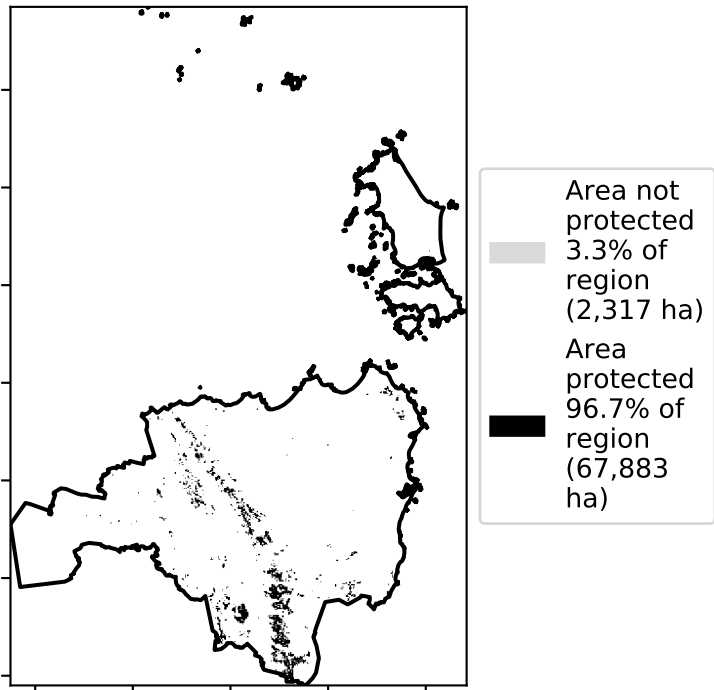 Area not
protected
3.3% of
region
(2,317 ha)
Area
protected
96.7% of
region
(67,883
ha)